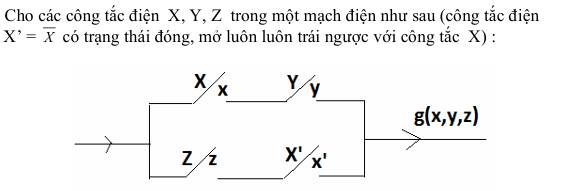 Cho các công tắc điện X, Y, Z trong một mạch điện như sau (công tắc điện
X’ = X̅ có trạng thái đóng, mở luôn luôn trái ngược với công tắc X) :
X x Y y
g(x,y,z)
Z z X' x'